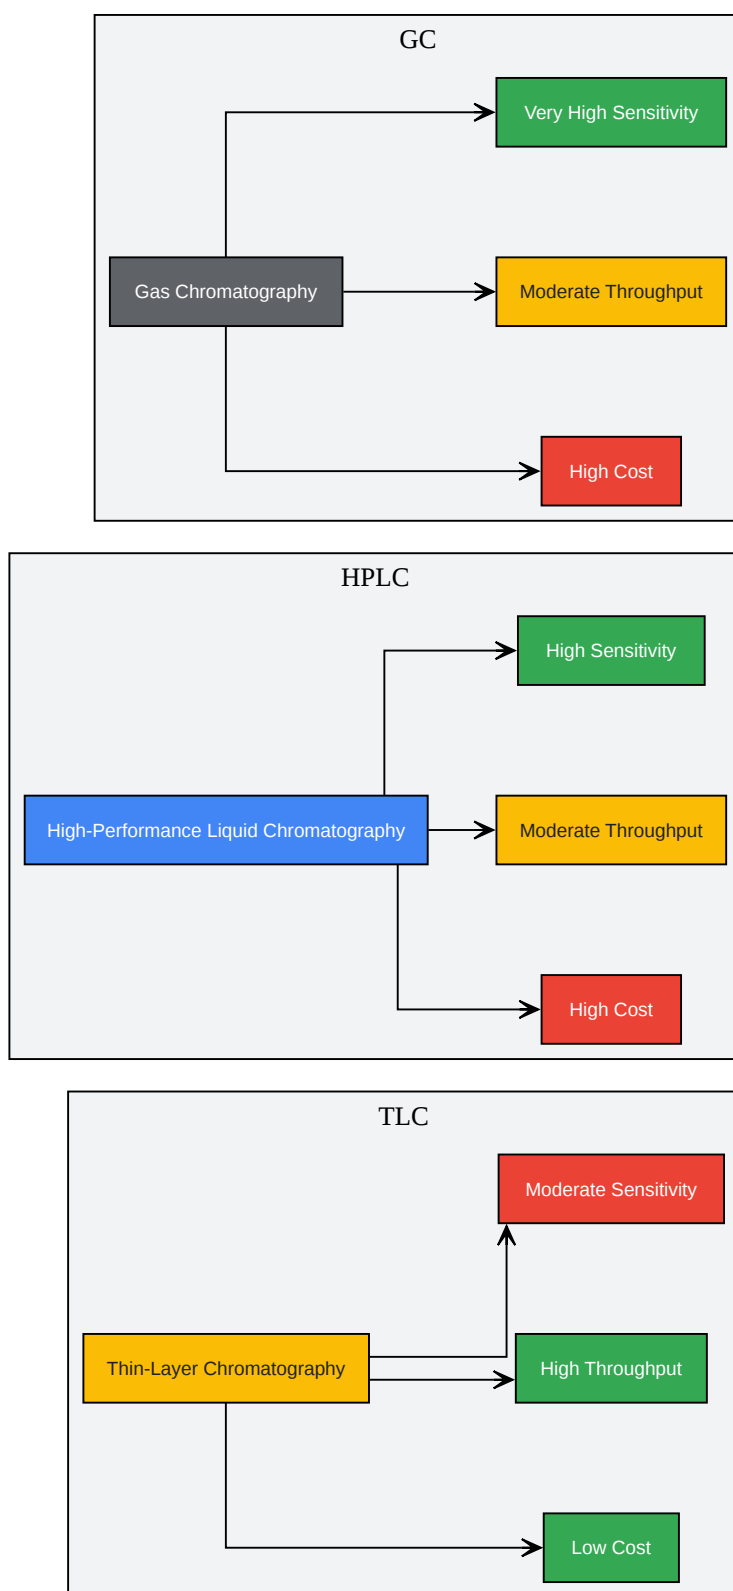 GC
Very High Sensitivity
Gas Chromatography
Moderate Throughput
High Cost
HPLC
High Sensitivity
High-Performance Liquid Chromatography
Moderate Throughput
High Cost
TLC
Moderate Sensitivity
Thin-Layer Chromatography
High Throughput
Low Cost